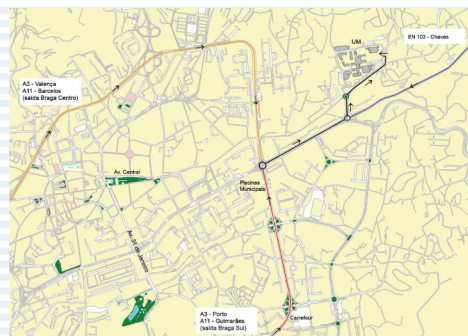 UM
EN 103 - Chaves
A3 - Valença
A11 - Barcelos
(saída Braga Centro)
Av. Central
Piscinas
Municipais
Av. 31 de Janeiro
A3 - Porto
A11 - Guimarães
(saída Braga Sul)
Carrefour